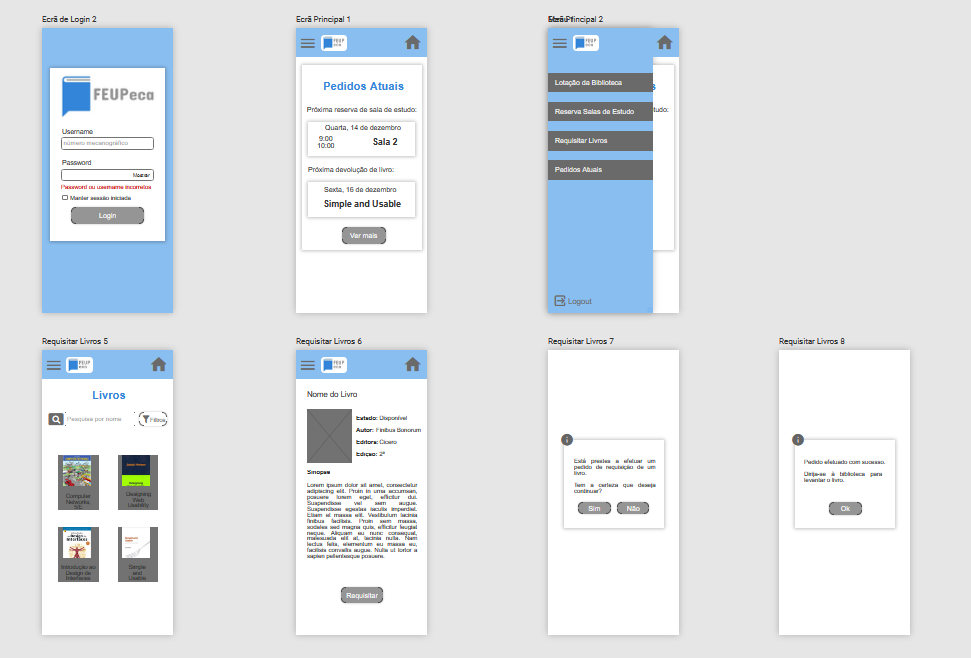 Ecrã de Login 2
FEUPeca
Username
número mecanográfico
Password
Mostrar
Password ou username incorretos
Manter sessão iniciada
Login
Ecrã Principal 1
FEUP
eca
Pedidos Atuais
Próxima reserva de sala de estudo:
Quarta, 14 de dezembro
9:00
10:00
Sala 2
Próxima devolução de livro:
Sexta, 16 de dezembro
Simple and Usable
Ver mais
Principal 2
FEUP
eca
Lotação da Biblioteca
Reserva Salas de Estudo
Requisitar Livros
Pedidos Atuais
s
tudo:
Logout
Requisitar Livros 5
FEUP
eca
Livros
Pesquise por nome
Filtros
Computer
Networks,
5/E
Designing
Web
Usability
Introdução ao
Design de
Interfaces
Simple
and
Usable
Requisitar Livros 6
FEUP
eca
Nome do Livro
Estado: Disponível
Autor: Finibus Bonorum
Editora: Cicero
Edição: 2ª
Sinopse
Lorem ipsum dolor sit amet, consectetur
adipiscing elit. Proin in urna accumsan,
posuere lorem eget, efficitur dui.
Suspendisse vel sem augue.
Suspendisse egestas iaculis imperdiet.
Etiam et massa elit. Vestibulum lacinia
finibus facilisis. Proin sem massa,
sodales sed magna quis, efficitur feugiat
neque. Aliquam eu nunc consequat,
malesuada elit at, lacinia nulla. Nam
lectus felis, elementum eu massa eu,
facilisis convallis augue. Nulla ut tortor a
sapien pellentesque posuere.
Requisitar
Requisitar Livros 7
i
Está prestes a efetuar um
pedido de requisição de um
livro.
Tem a certeza que deseja
continuar?
Sim
Não
Requisitar Livros 8
i
Pedido efetuado com sucesso.
Dirija-se à biblioteca para
levantar o livro.
Ok